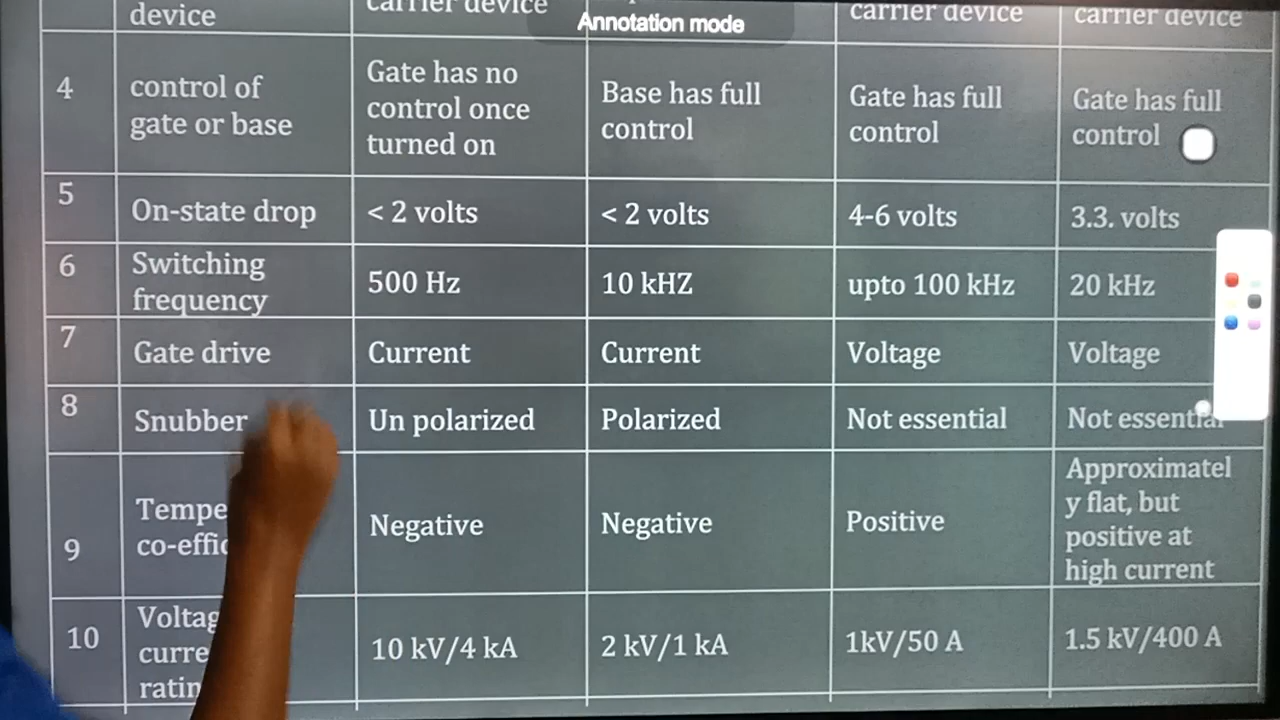 device
carrier device
Annotation mode
carrier device
carrier device
4
control of
gate or base
Gate has no
control once
turned on
Base has full
control
Gate has full
control
Gate has full
control
5
On-state drop
< 2 volts
< 2 volts
4-6 volts
3.3. volts
6
Switching
frequency
500 Hz
10 kHZ
upto 100 kHz
20 kHz
7
Gate drive
Current
Current
Voltage
Voltage
8
Snubber
Un polarized
Polarized
Not essential
Not essential
9
Tempe
co-effic
Negative
Negative
Positive
Approximatel
y flat, but
positive at
high current
10
Voltag
curre
ratin
10 kV/4 kA
2 kV/1 kA
1kV/50 A
1.5 kV/400 A